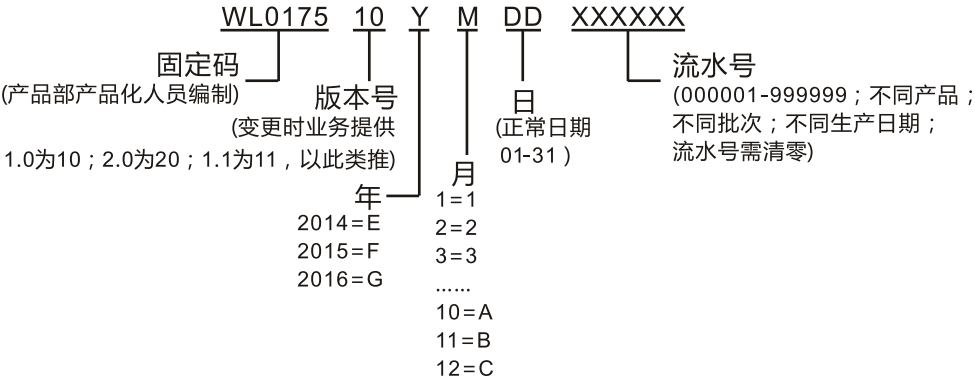 WL0175 10 Y M DD XXXXXX
固定码
(产品部产品化人员编制)
版本号
(变更时业务提供
1.0为10；2.0为20；1.1为11，以此类推)
年
2014=E
2015=F
2016=G
月
1=1
2=2
3=3
......
10=A
11=B
12=C
日
(正常日期
01-31)
流水号
(000001-999999；不同产品；
不同批次；不同生产日期；
流水号需清零)